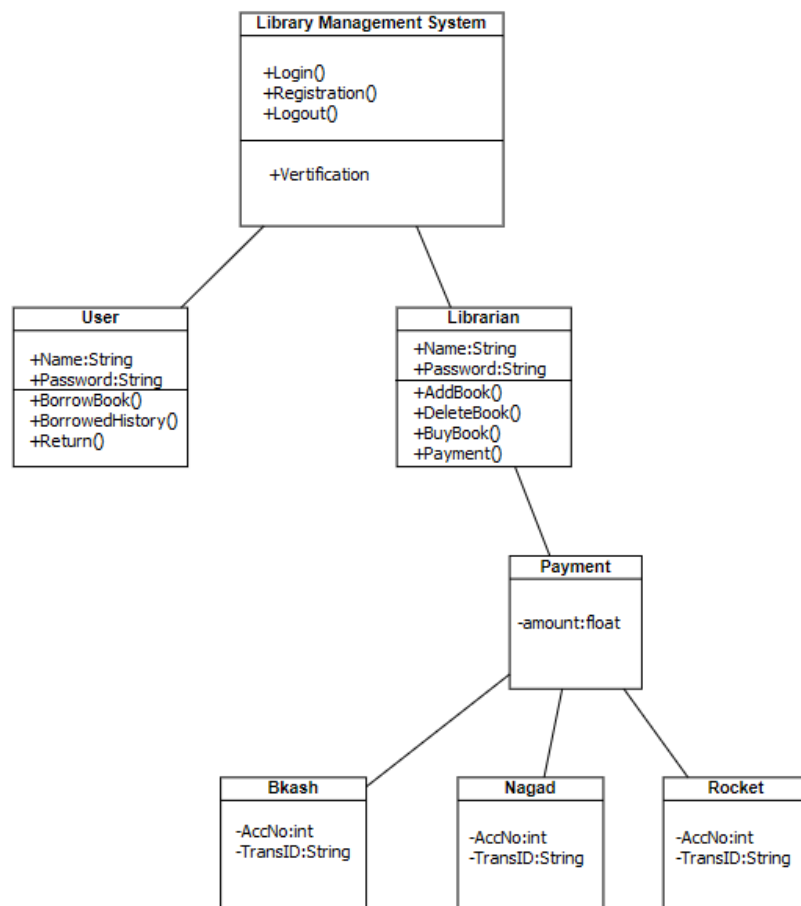 Library Management System
+Login()
+Registration()
+Logout()
+Vertification
User
+Name:String
+Password:String
+BorrowBook()
+BorrowedHistory()
+Return()
Librarian
+Name:String
+Password:String
+AddBook()
+DeleteBook()
+BuyBook()
+Payment()
Payment
-amount:float
Bkash
-AccNo:int
-TransID:String
Nagad
-AccNo:int
-TransID:String
Rocket
-AccNo:int
-TransID:String